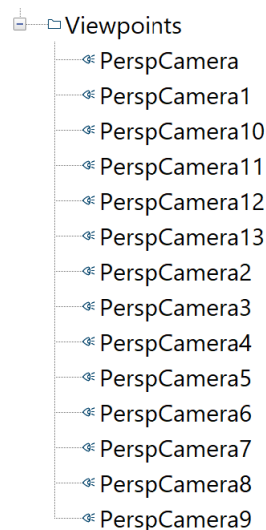 Viewpoints
PerspCamera
PerspCamera1
PerspCamera10
PerspCamera11
PerspCamera12
PerspCamera13
PerspCamera2
PerspCamera3
PerspCamera4
PerspCamera5
PerspCamera6
PerspCamera7
PerspCamera8
PerspCamera9